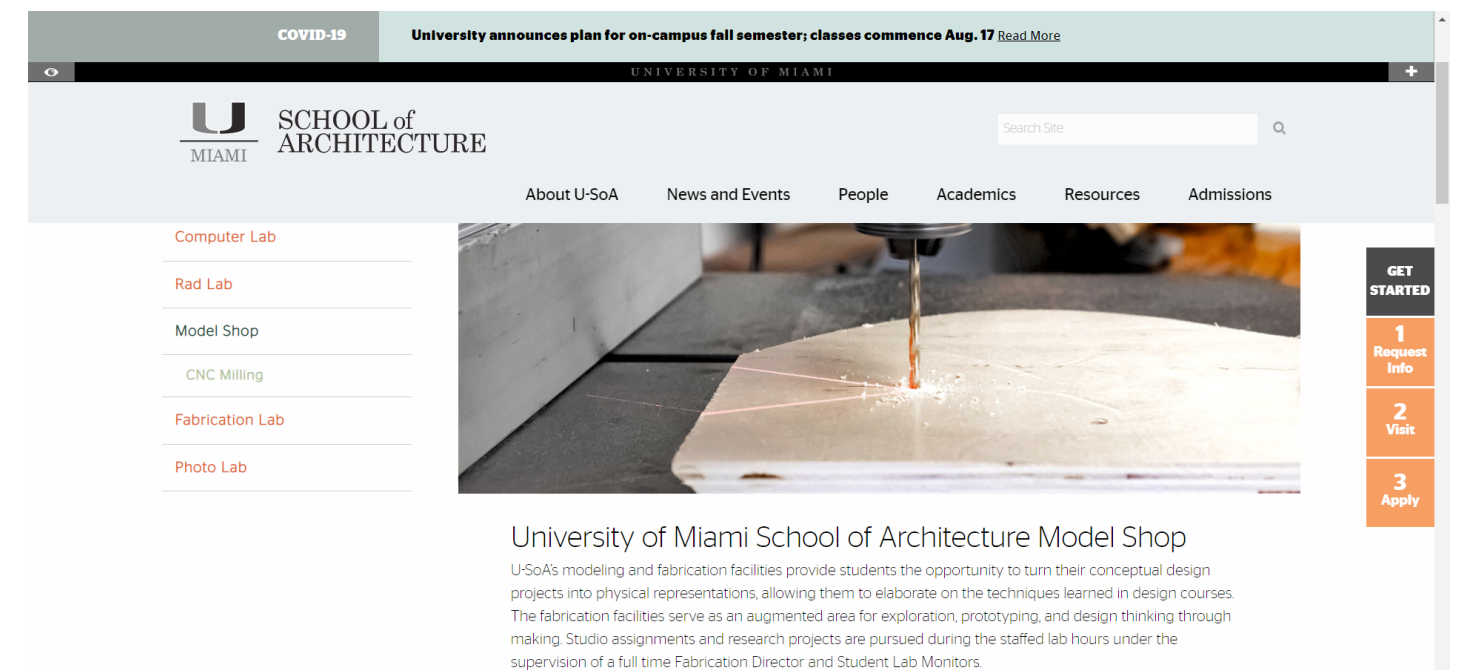 COVID-19
University announces plan for on-campus fall semester; classes commence Aug. 17 Read More
UNIVERSITY OF MIAMI
MIAMI
SCHOOL of
ARCHITECTURE
Search Site
About U-SoA News and Events People Academics Resources Admissions
Computer Lab
Rad Lab
Model Shop
CNC Milling
Fabrication Lab
Photo Lab
GET
STARTED
1
Request
Info
2
Visit
3
Apply
University of Miami School of Architecture Model Shop
U-SoA's modeling and fabrication facilities provide students the opportunity to turn their conceptual design
projects into physical representations, allowing them to elaborate on the techniques learned in design courses.
The fabrication facilities serve as an augmented area for exploration, prototyping, and design thinking through
making. Studio assignments and research projects are pursued during the staffed lab hours under the
supervision of a full time Fabrication Director and Student Lab Monitors.